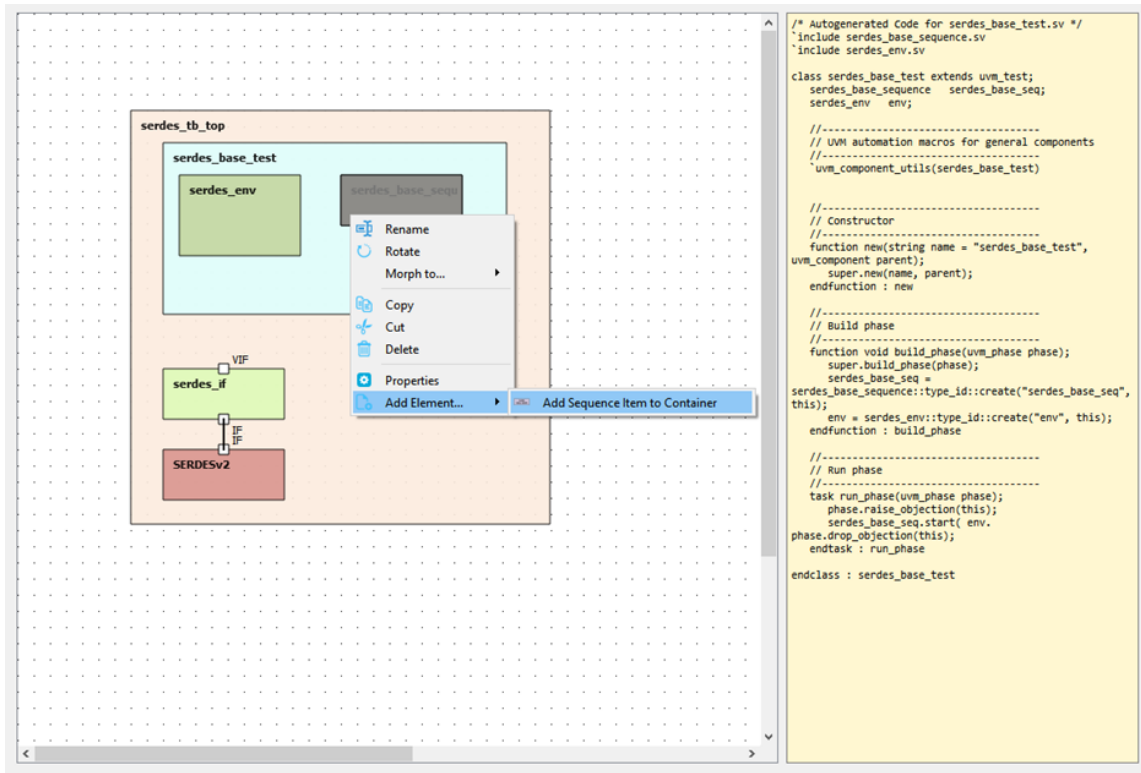 serdes_tb_top
serdes_base_test
serdes_env
serdes_base_sequ
Rename
Rotate
Morph to...
Copy
Cut
Delete
Properties
Add Element...
Add Sequence Item to Container
VIF
serdes_if
IF
IF
SERDESv2
/* Autogenerated Code for serdes_base_test.sv */
`include serdes_base_sequence.sv
`include serdes_env.sv
class serdes_base_test extends uvm_test;
serdes_base_sequence serdes_base_seq;
serdes_env env;
//------------------------------------
// UVM automation macros for general components
//------------------------------------
`uvm_component_utils(serdes_base_test)
//------------------------------------
// Constructor
//------------------------------------
function new(string name = "serdes_base_test",
uvm_component parent);
super.new(name, parent);
endfunction : new
//------------------------------------
// Build phase
//------------------------------------
function void build_phase(uvm_phase phase);
super.build_phase(phase);
serdes_base_seq =
serdes_base_sequence::type_id::create("serdes_base_seq",
this);
env = serdes_env::type_id::create("env", this);
endfunction : build_phase
//------------------------------------
// Run phase
//------------------------------------
task run_phase(uvm_phase phase);
phase.raise_objection(this);
serdes_base_seq.start( env.
phase.drop_objection(this);
endtask : run_phase
endclass : serdes_base_test